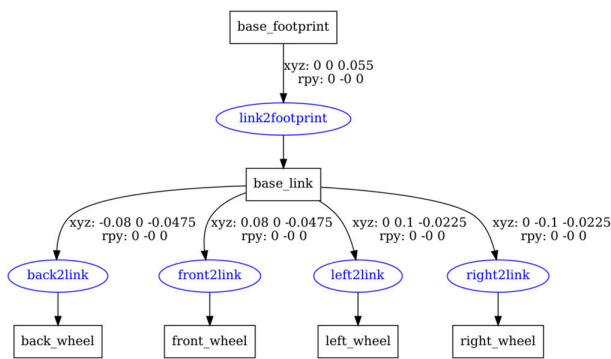 base_footprint
xyz: 0 0 0.055
rpy: 0 -0 0
link2footprint
base_link
xyz: -0.08 0 -0.0475
rpy: 0 -0 0
xyz: 0.08 0 -0.0475
rpy: 0 -0 0
xyz: 0 0.1 -0.0225
rpy: 0 -0 0
xyz: 0 -0.1 -0.0225
rpy: 0 -0 0
back2link
front2link
left2link
right2link
back_wheel
front_wheel
left_wheel
right_wheel